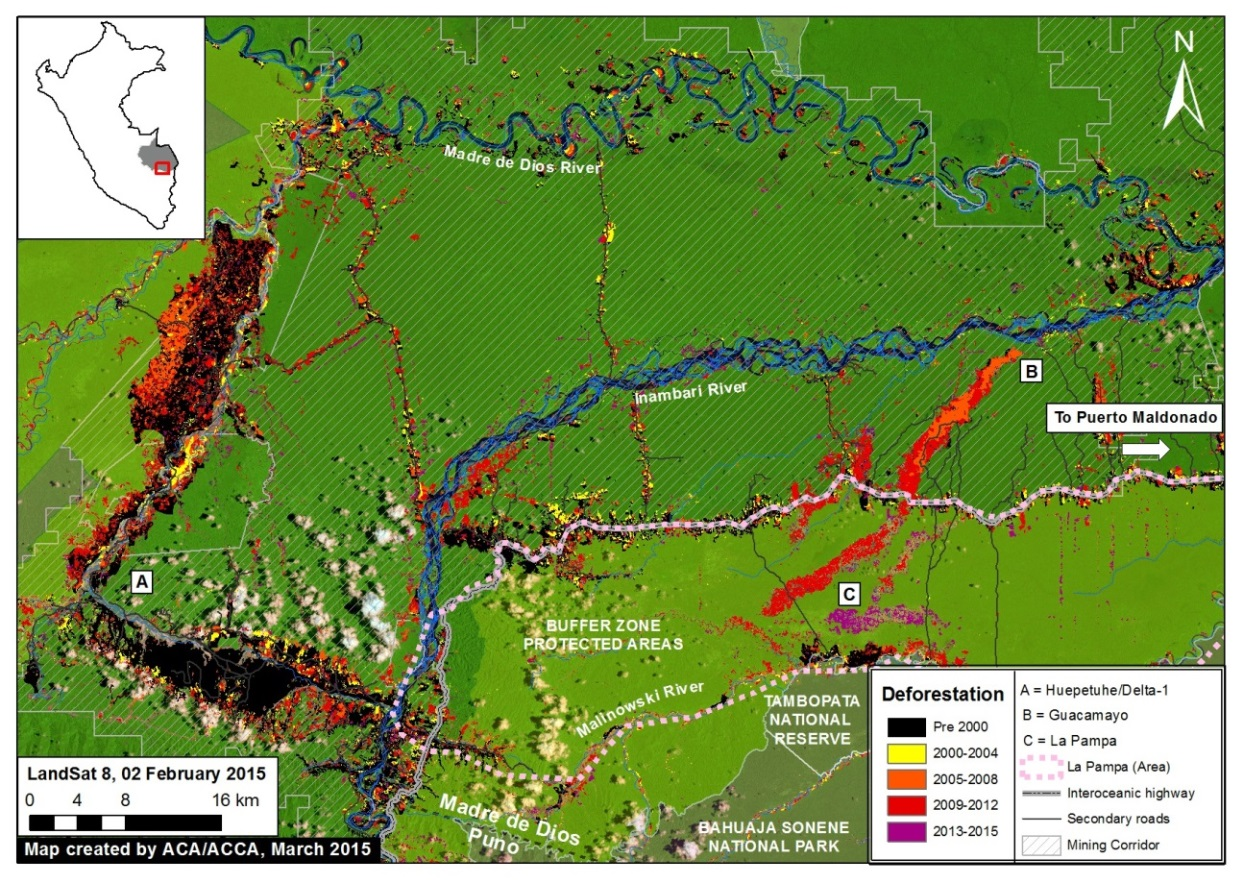 N
Madre de Dios River
Inambari River
B
To Puerto Maldonado
A
C
BUFFER ZONE
PROTECTED AREAS
Malinowski River
TAMBOPATA
NATIONAL
RESERVE
Madre de Dios
Puno
BAHUAJA SONENE
NATIONAL PARK
LandSat 8, 02 February 2015
0 4 8 16 km
Map created by ACA/ACCA, March 2015
Deforestation
Pre 2000
2000-2004
2005-2008
2009-2012
2013-2015
A = Huepetuhe/Delta-1
B = Guacamayo
C = La Pampa
La Pampa (Area)
Interoceanic highway
Secondary roads
Mining Corridor